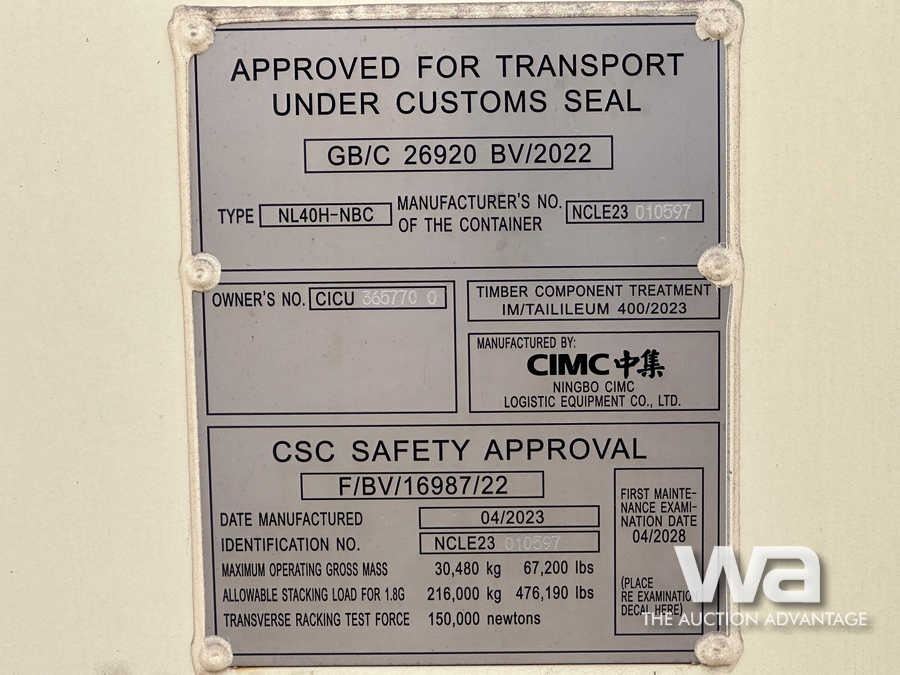 APPROVED FOR TRANSPORT
UNDER CUSTOMS SEAL
GB/C 26920 BV/2022
TYPE NL40H-NBC
MANUFACTURER'S NO.
OF THE CONTAINER
NCLE23 010597
OWNER'S NO. CICU 365770 0
TIMBER COMPONENT TREATMENT
IM/TAILILEUM 400/2023
MANUFACTURED BY:
CIMC中集
NINGBO CIMC
LOGISTIC EQUIPMENT CO., LTD.
CSC SAFETY APPROVAL
F/BV/16987/22
DATE MANUFACTURED 04/2023
IDENTIFICATION NO. NCLE23 010597
MAXIMUM OPERATING GROSS MASS 30,480 kg 67,200 lbs
ALLOWABLE STACKING LOAD FOR 1.8G 216,000 kg 476,190 lbs
TRANSVERSE RACKING TEST FORCE 150,000 newtons
FIRST MAINTE-
NANCE EXAMI-
NATION DATE
04/2028
(PLACE
RE EXAMINATION
DECAL HERE)
wa
THE AUCTION ADVANTAGE